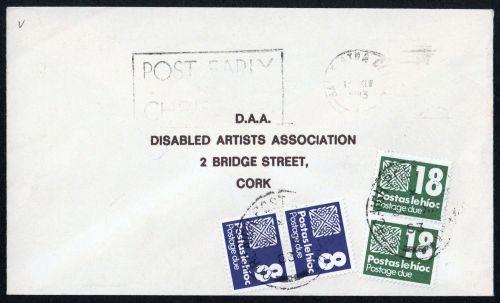 POST EARLY
D.A.A.
DISABLED ARTISTS ASSOCIATION
2 BRIDGE STREET,
CORK
18
Postas le híoc
Postage due
18
Postas le híoc
Postage due
8
Postas le híoc
Postage due
8
Postas le híoc
Postage due